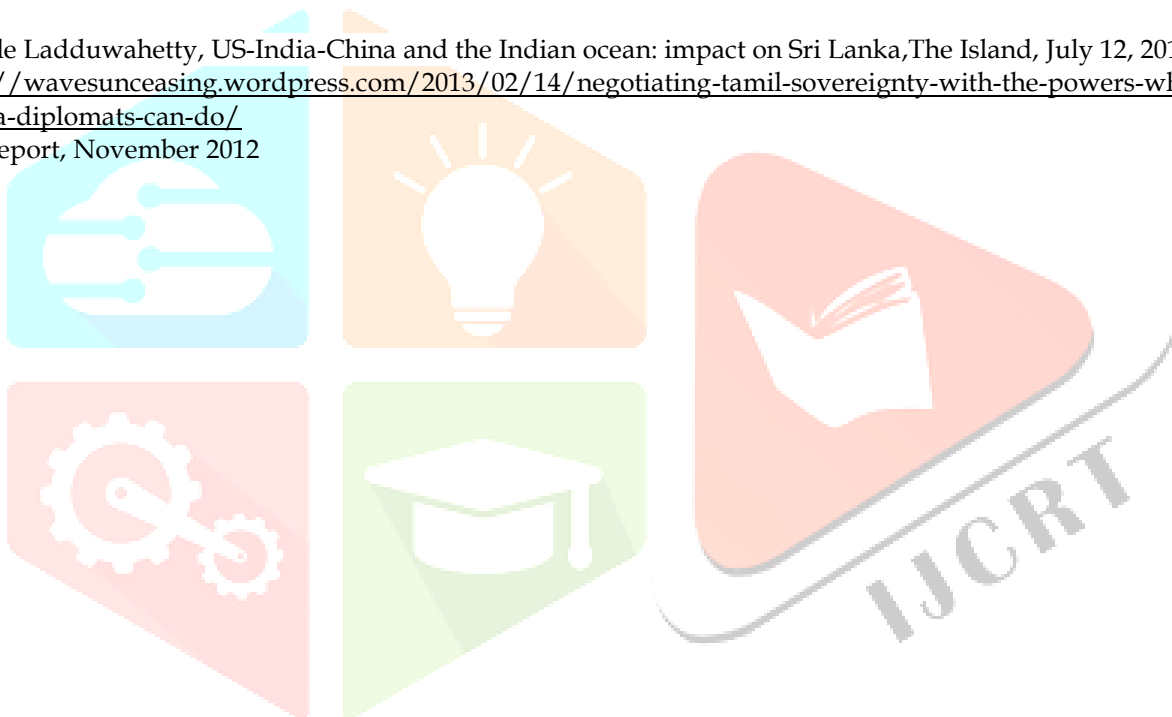 le Ladduwahetty, US-India-China and the Indian ocean: impact on Sri Lanka,The Island, July 12, 201
//wavesunceasing.wordpress.com/2013/02/14/negotiating-tamil-sovereignty-with-the-powers-wh
a-diplomats-can-do/
eport, November 2012
IJCRT